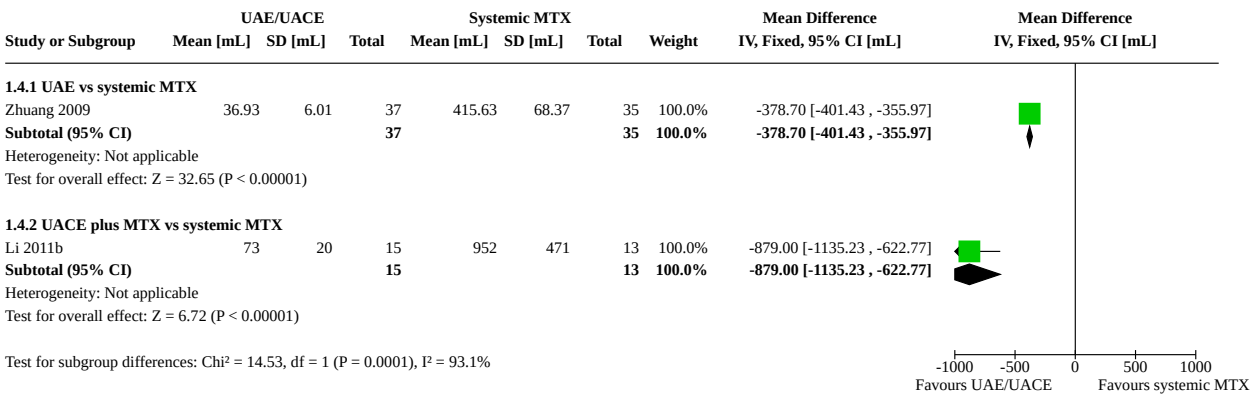 UAE/UACE Systemic MTX Mean Difference Mean Difference
Study or Subgroup Mean [mL] SD [mL] Total Mean [mL] SD [mL] Total Weight IV, Fixed, 95% CI [mL] IV, Fixed, 95% CI [mL]
1.4.1 UAE vs systemic MTX
Zhuang 2009 36.93 6.01 37 415.63 68.37 35 100.0% -378.70 [-401.43 , -355.97]
Subtotal (95% CI) 37 35 100.0% -378.70 [-401.43 , -355.97]
Heterogeneity: Not applicable
Test for overall effect: Z = 32.65 (P < 0.00001)
1.4.2 UACE plus MTX vs systemic MTX
Li 2011b 73 20 15 952 471 13 100.0% -879.00 [-1135.23 , -622.77]
Subtotal (95% CI) 15 13 100.0% -879.00 [-1135.23 , -622.77]
Heterogeneity: Not applicable
Test for overall effect: Z = 6.72 (P < 0.00001)
Test for subgroup differences: Chi² = 14.53, df = 1 (P = 0.0001), I² = 93.1%
-1000 -500 0 500 1000
Favours UAE/UACE Favours systemic MTX